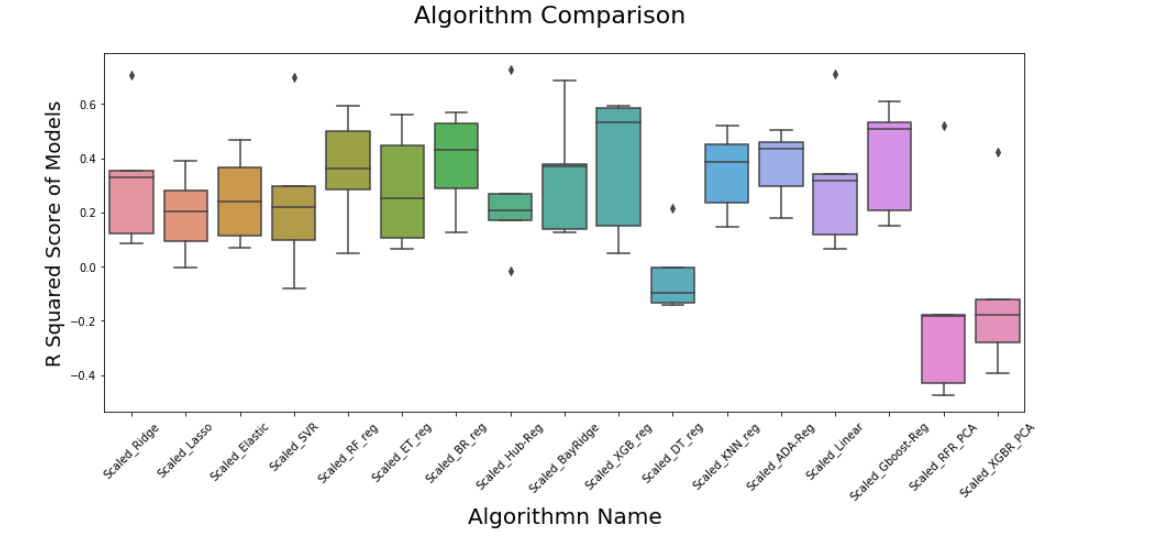 Algorithm Comparison
R Squared Score of Models
0.6
0.4
0.2
0.0
−0.2
−0.4
Scaled_Ridge
Scaled_Lasso
Scaled_Elastic
Scaled_SVR
Scaled_RF_reg
Scaled_ET_reg
Scaled_BR_reg
Scaled_Hub-Reg
Scaled_BayRidge
Scaled_XGB_reg
Scaled_DT_reg
Scaled_KNN_reg
Scaled_ADA-Reg
Scaled_Linear
Scaled_Gboost-Reg
Scaled_RFR_PCA
Scaled_XGBR_PCA
Algorithmn Name